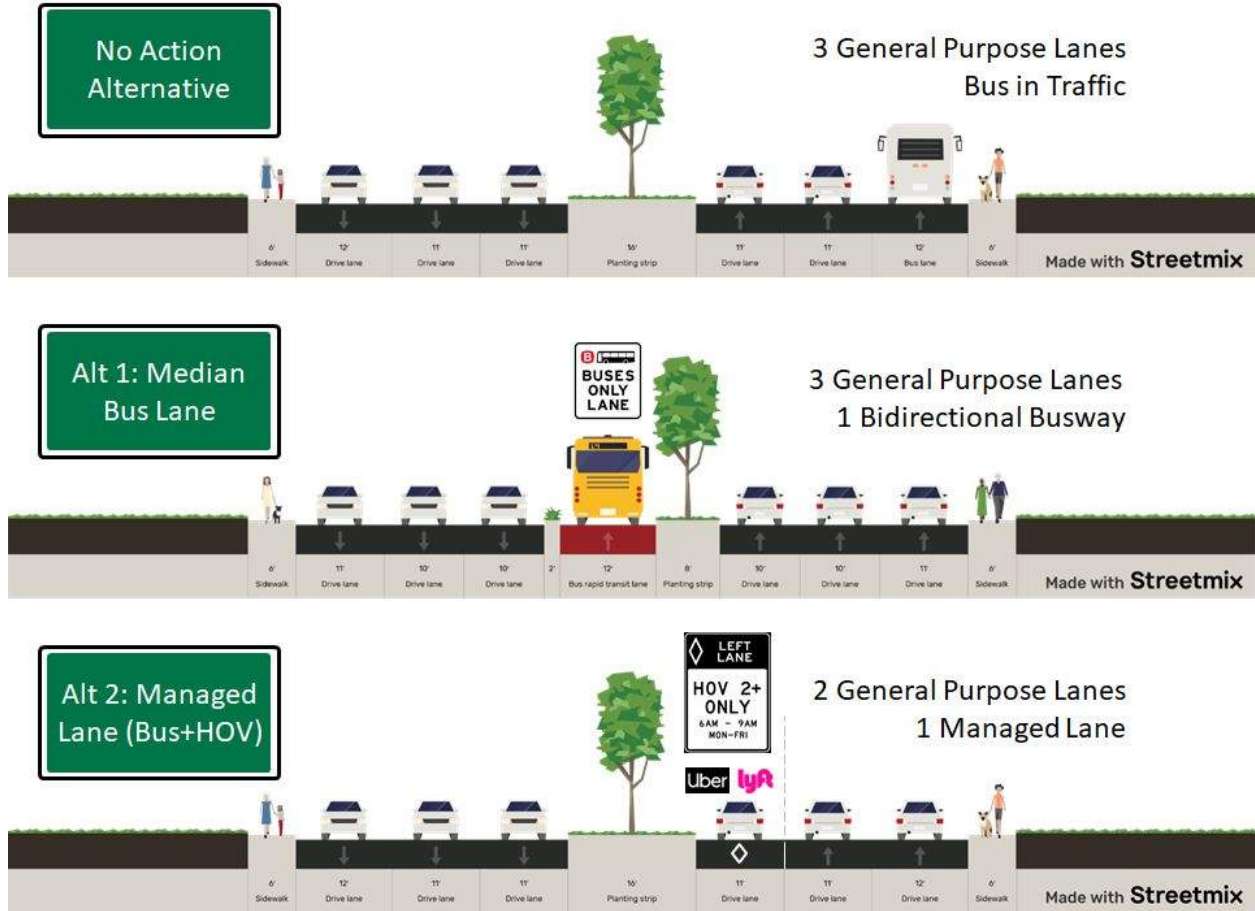 No Action
Alternative
3 General Purpose Lanes
Bus in Traffic
6' 12' 11' 11' 16' 11' 11' 12' 6'
Sidewalk Drive lane Drive lane Drive lane Planting strip Drive lane Drive lane Bus lane Sidewalk
Made with Streetmix
Alt 1: Median
Bus Lane
B
BUSES
ONLY
LANE
3 General Purpose Lanes
1 Bidirectional Busway
6' 11' 10' 10' 2' 12' 8' 10' 10' 11' 6'
Sidewalk Drive lane Drive lane Drive lane Bus rapid transit lane Planting strip Drive lane Drive lane Drive lane Sidewalk
Made with Streetmix
Alt 2: Managed
Lane (Bus+HOV)
LEFT
LANE
HOV 2+
ONLY
6AM - 9AM
MON-FRI
Uber lyft
2 General Purpose Lanes
1 Managed Lane
6' 12' 11' 11' 16' 11' 11' 12' 6'
Sidewalk Drive lane Drive lane Drive lane Planting strip Drive lane Drive lane Drive lane Sidewalk
Made with Streetmix